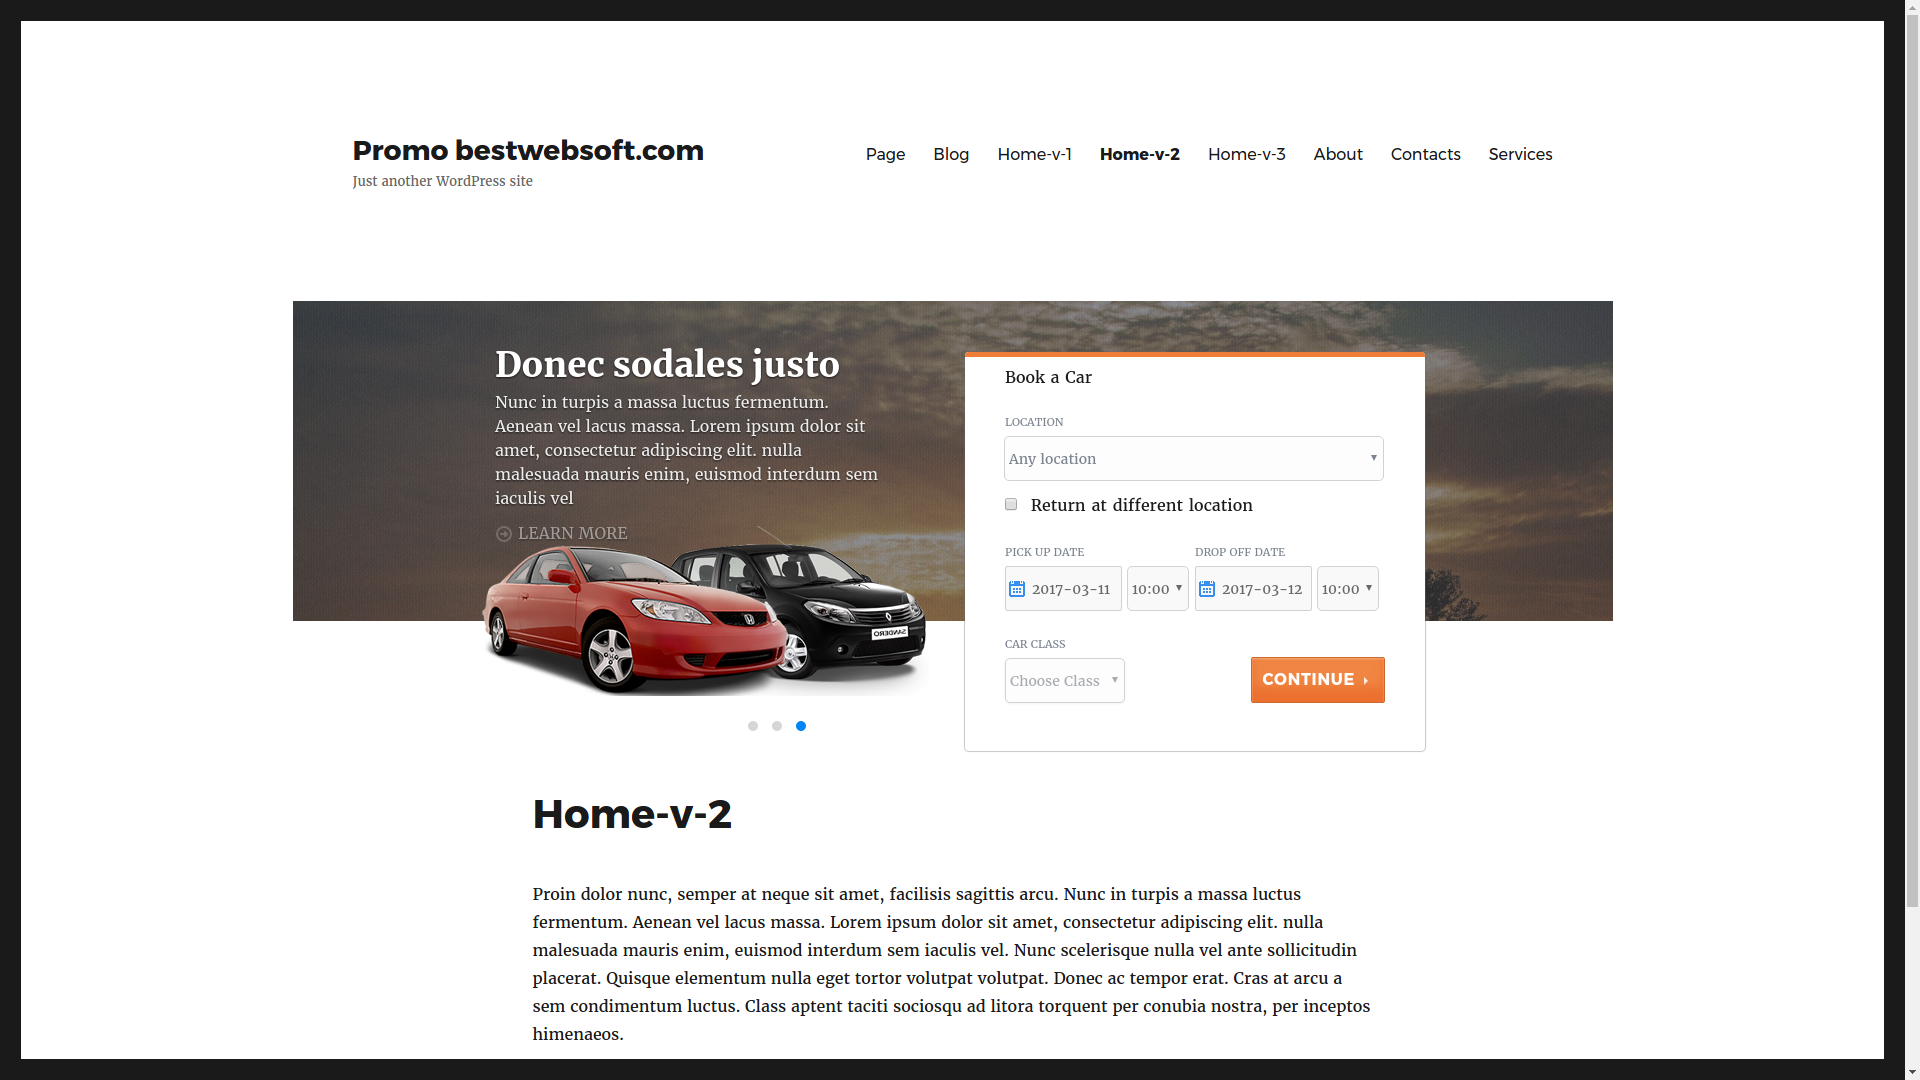 Promo bestwebsoft.com
Just another WordPress site
Page Blog Home-v-1 Home-v-2 Home-v-3 About Contacts Services
Donec sodales justo
Nunc in turpis a massa luctus fermentum.
Aenean vel lacus massa. Lorem ipsum dolor sit
amet, consectetur adipiscing elit. nulla
malesuada mauris enim, euismod interdum sem
iaculis vel
LEARN MORE
SANDERO
Book a Car
LOCATION
Any location
Return at different location
PICK UP DATE DROP OFF DATE
2017-03-11 10:00 2017-03-12 10:00
CAR CLASS
Choose Class
CONTINUE
Home-v-2
Proin dolor nunc, semper at neque sit amet, facilisis sagittis arcu. Nunc in turpis a massa luctus
fermentum. Aenean vel lacus massa. Lorem ipsum dolor sit amet, consectetur adipiscing elit. nulla
malesuada mauris enim, euismod interdum sem iaculis vel. Nunc scelerisque nulla vel ante sollicitudin
placerat. Quisque elementum nulla eget tortor volutpat volutpat. Donec ac tempor erat. Cras at arcu a
sem condimentum luctus. Class aptent taciti sociosqu ad litora torquent per conubia nostra, per inceptos
himenaeos.